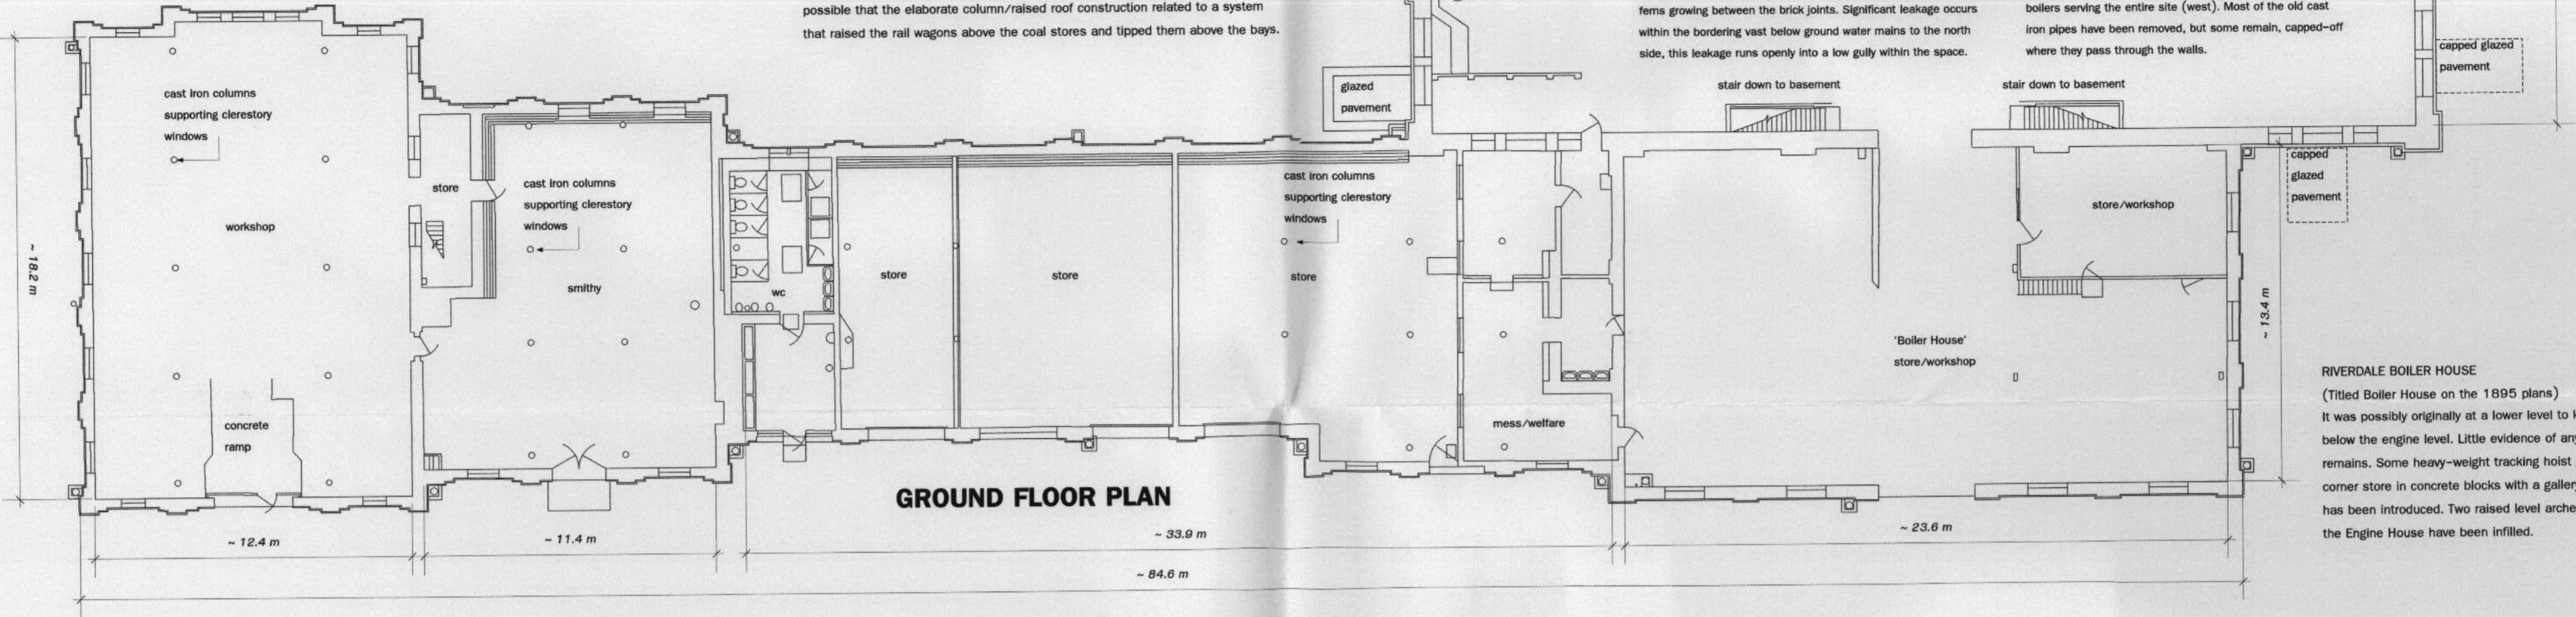 possible that the elaborate column/raised roof construction related to a system
that raised the rail wagons above the coal stores and tipped them above the bays.
ferns growing between the brick joints. Significant leakage occurs
within the bordering vast below ground water mains to the north
side, this leakage runs openly into a low gully within the space.
boilers serving the entire site (west). Most of the old cast
iron pipes have been removed, but some remain, capped-off
where they pass through the walls.
capped glazed
pavement
glazed
pavement
stair down to basement
stair down to basement
cast iron columns
supporting clerestory
windows
workshop
store
cast iron columns
supporting clerestory
windows
smithy
wc
store
store
cast iron columns
supporting clerestory
windows
store
mess/welfare
'Boiler House'
store/workshop
store/workshop
capped
glazed
pavement
concrete
ramp
~ 18.2 m
~ 13.4 m
GROUND FLOOR PLAN
~ 12.4 m
~ 11.4 m
~ 33.9 m
~ 23.6 m
~ 84.6 m
RIVERDALE BOILER HOUSE
(Titled Boiler House on the 1895 plans)
It was possibly originally at a lower level to
below the engine level. Little evidence of
remains. Some heavy-weight tracking hoist
corner store in concrete blocks with a
has been introduced. Two raised level
the Engine House have been infilled.